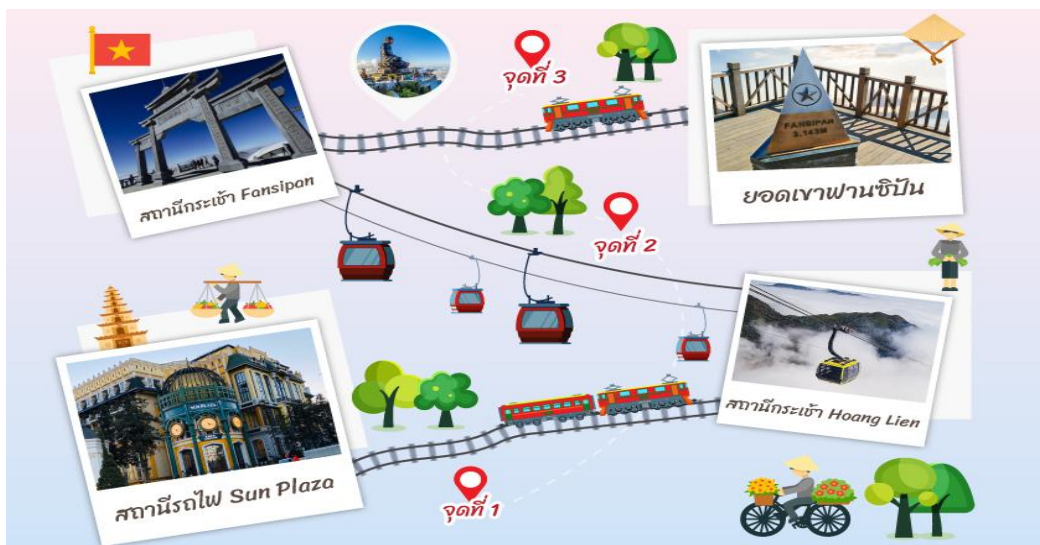 จุดที่ 3
FANSIPAN
3.143M
สถานีกระเช้า Fansipan
ยอดเขาฟานซิปัน
จุดที่ 2
สถานีกระเช้า Hoang Lien
สถานีรถไฟ Sun Plaza
จุดที่ 1